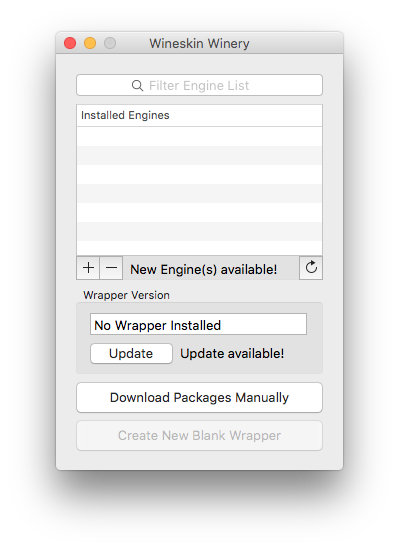 Wineskin Winery
Filter Engine List
Installed Engines
New Engine(s) available!
Wrapper Version
No Wrapper Installed
Update Update available!
Download Packages Manually
Create New Blank Wrapper